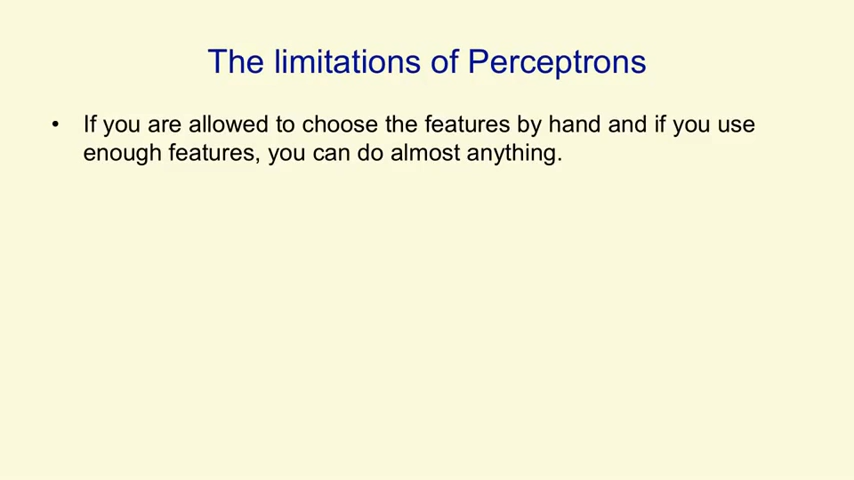 The limitations of Perceptrons
• If you are allowed to choose the features by hand and if you use
enough features, you can do almost anything.